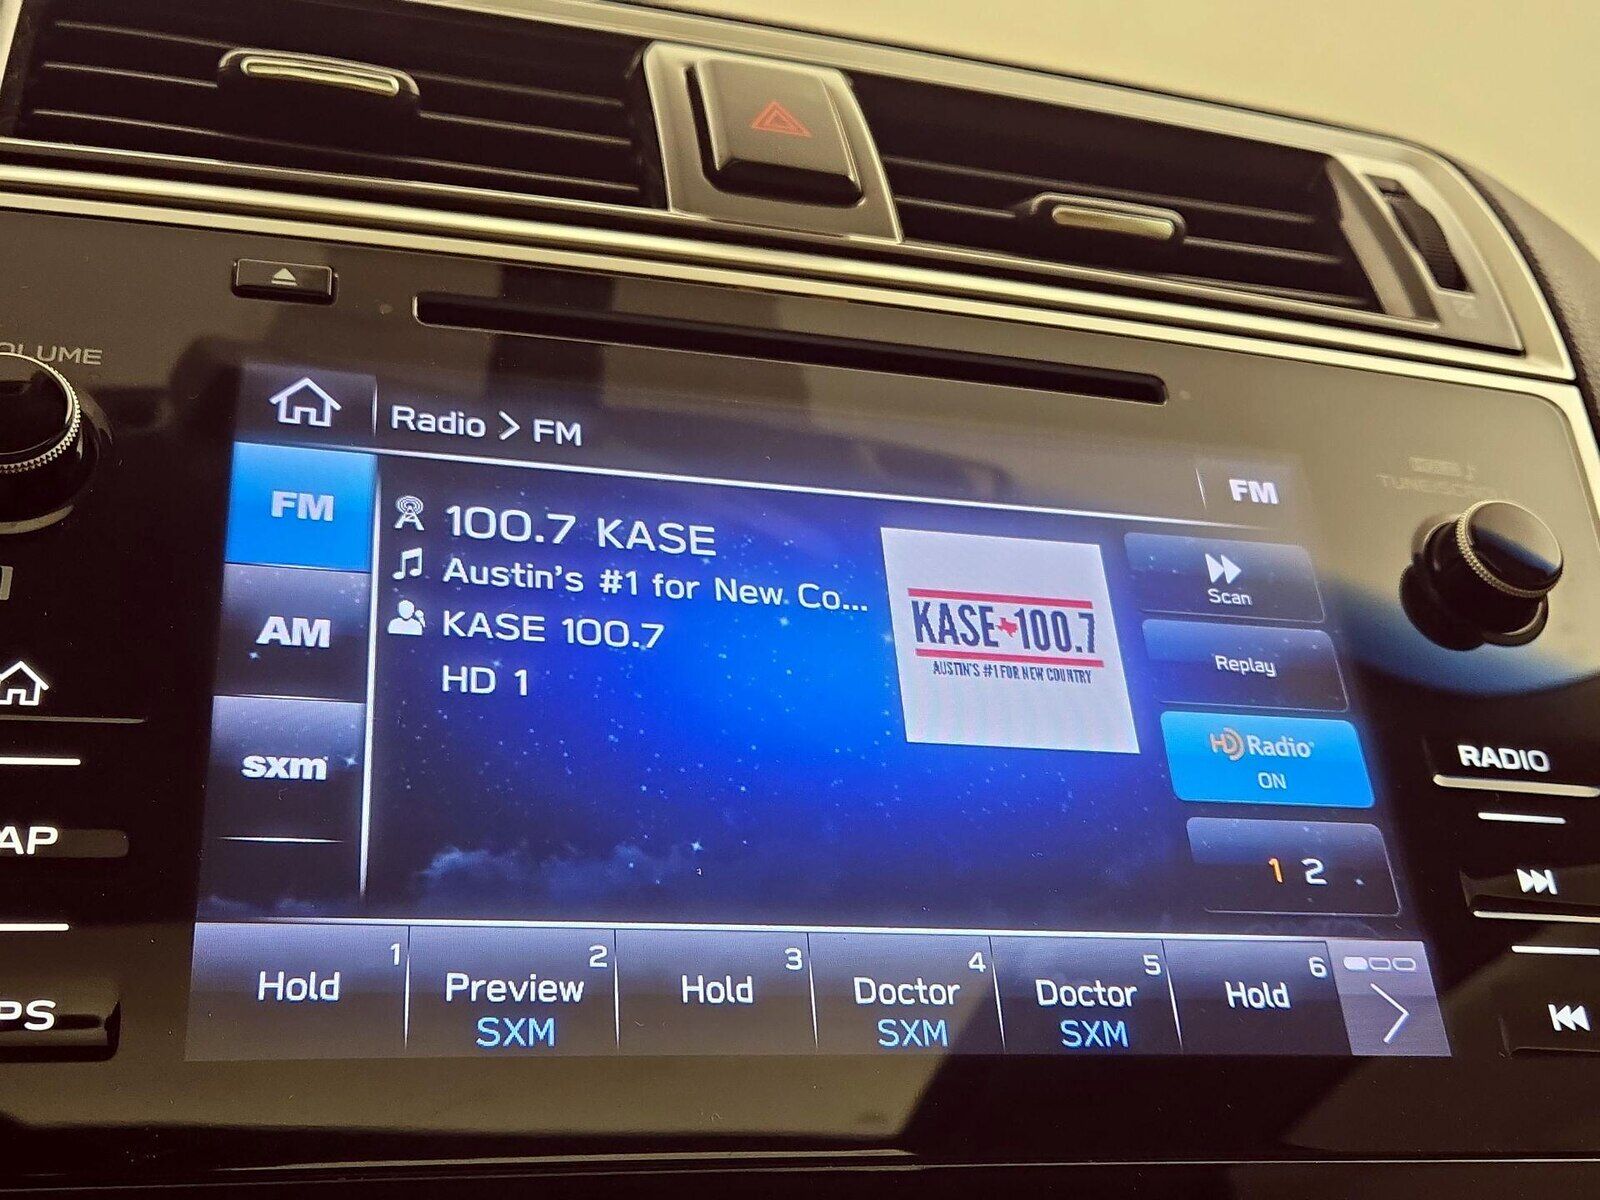 VOLUME
Radio > FM
FM
FM
AM
sxm
100.7 KASE
Austin's #1 for New Co...
KASE 100.7
HD 1
KASE 100.7
AUSTIN'S #1 FOR NEW COUNTRY
Scan
Replay
HD Radio
ON
1 2
1
Hold
2
Preview
SXM
3
Hold
4
Doctor
SXM
5
Doctor
SXM
6
Hold
AP
PS
RADIO